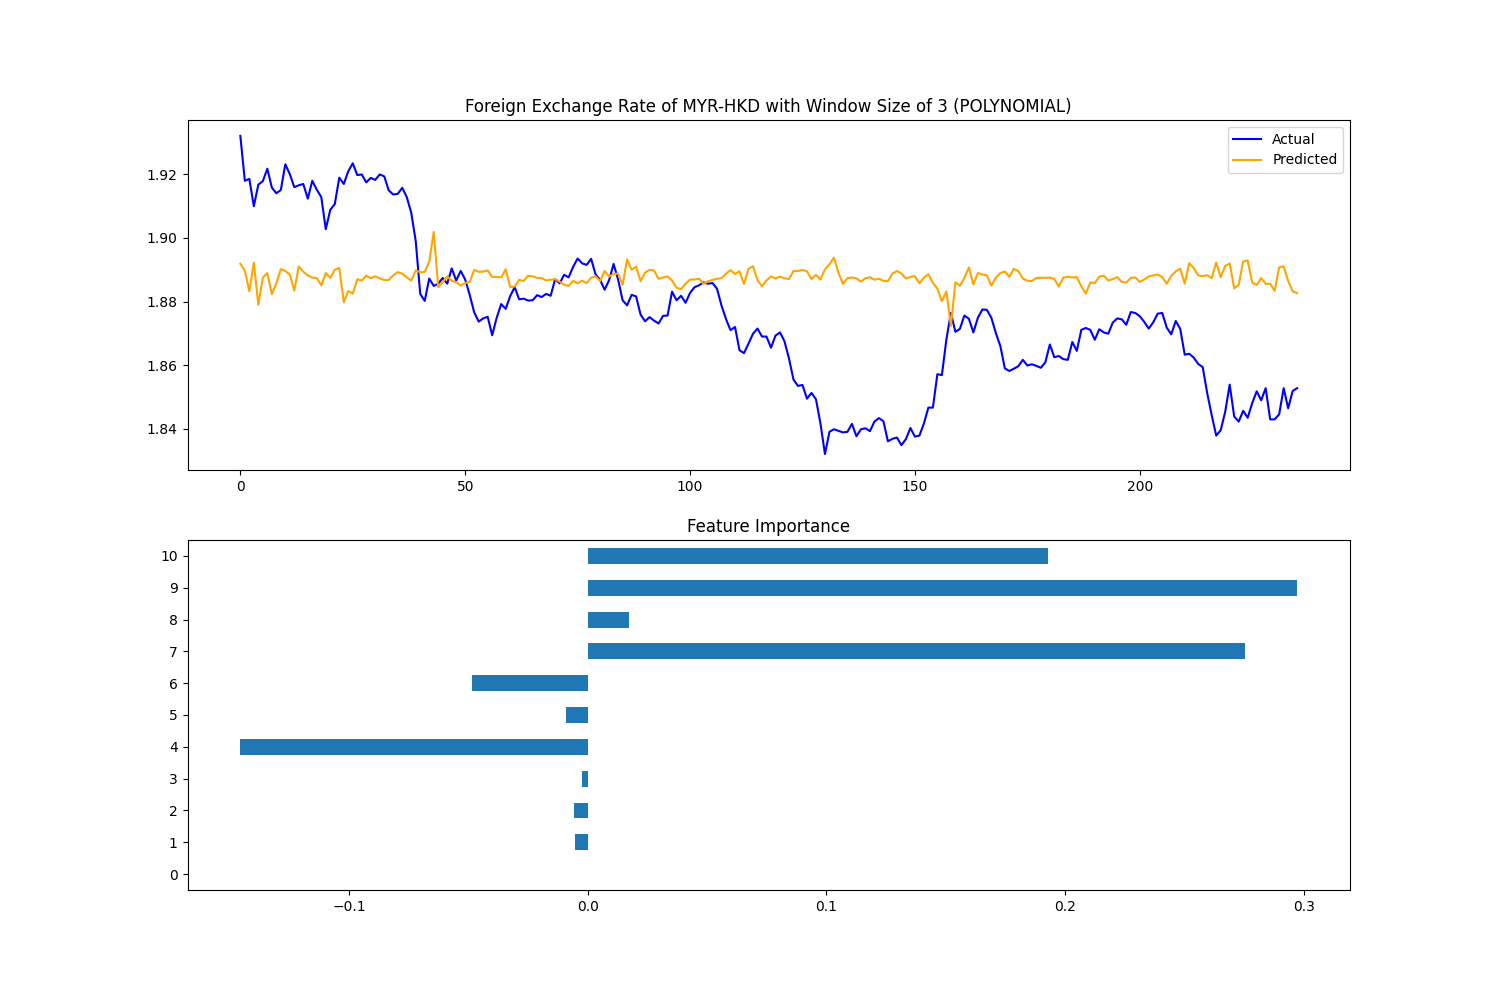 Foreign Exchange Rate of MYR-HKD with Window Size of 3 (POLYNOMIAL)
Actual
Predicted
1.92
1.90
1.88
1.86
1.84
0 50 100 150 200
Feature Importance
10
9
8
7
6
5
4
3
2
1
0
−0.1 0.0 0.1 0.2 0.3